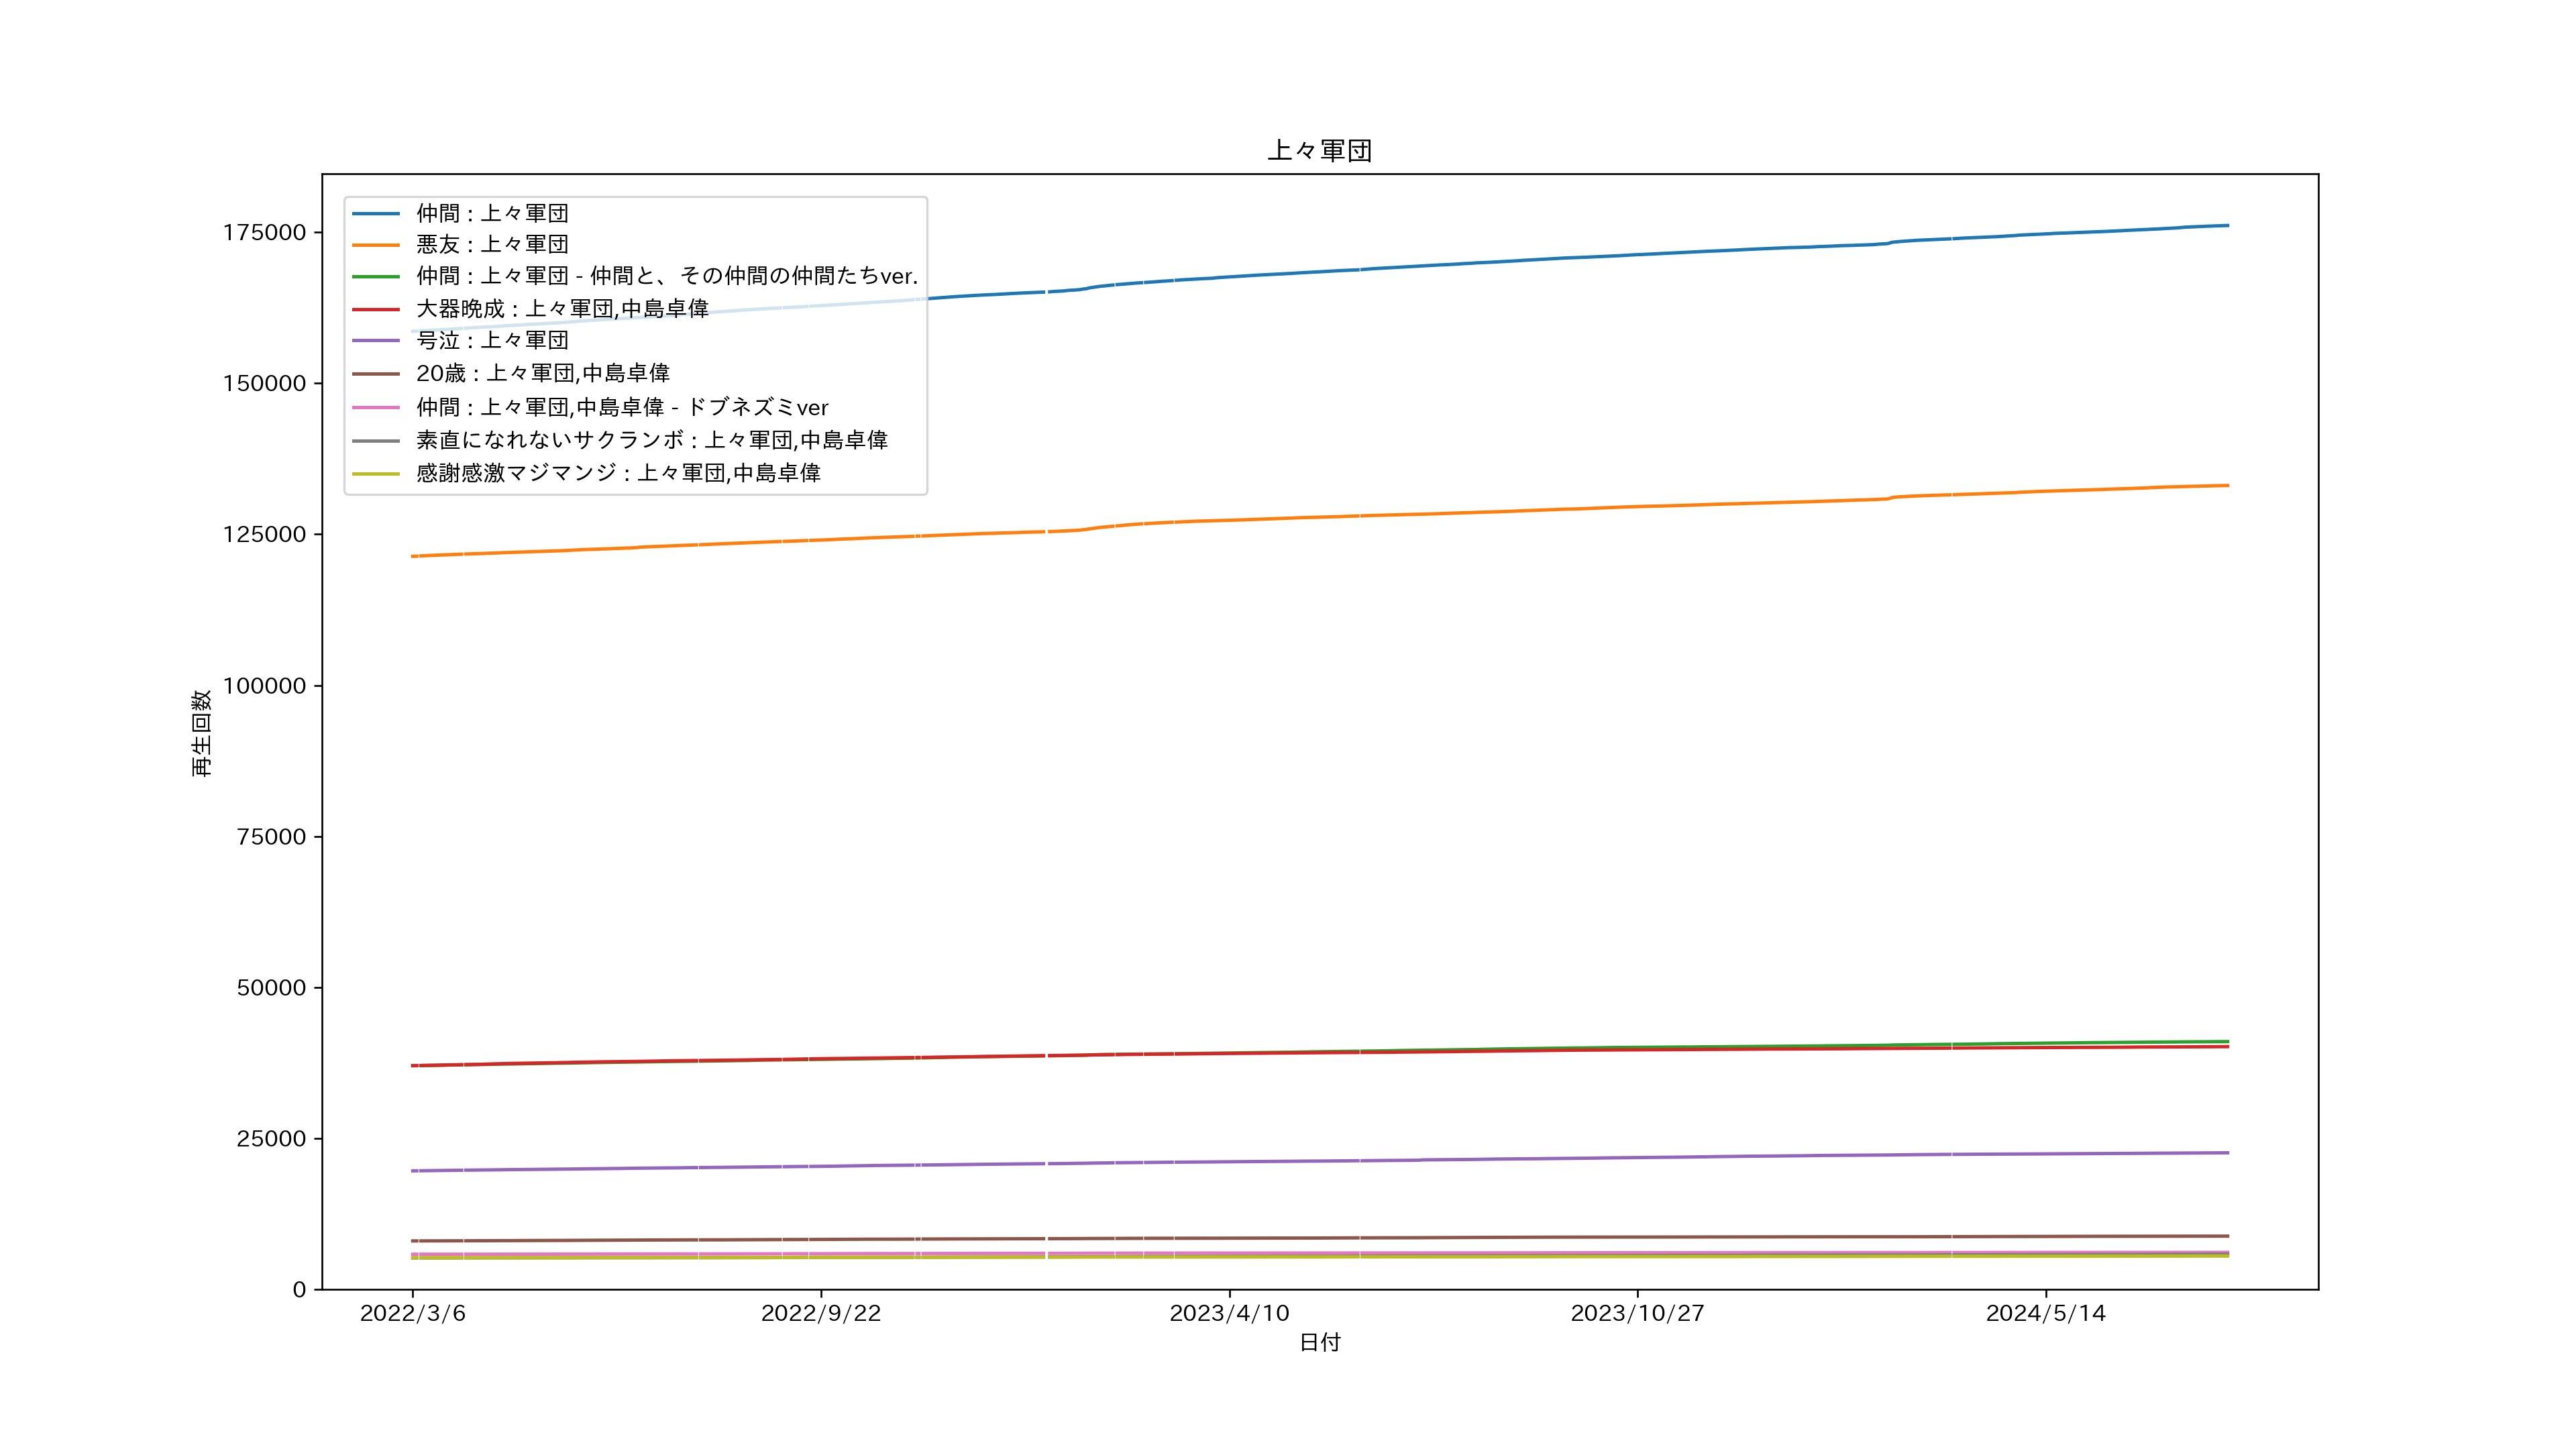 上々軍団
仲間 : 上々軍団
悪友 : 上々軍団
仲間 : 上々軍団 - 仲間と、その仲間の仲間たちver.
大器晩成 : 上々軍団,中島卓偉
号泣 : 上々軍団
20歳 : 上々軍団,中島卓偉
仲間 : 上々軍団,中島卓偉 - ドブネズミver
素直になれないサクランボ : 上々軍団,中島卓偉
感謝感激マジマンジ : 上々軍団,中島卓偉
175000
150000
125000
100000
75000
50000
25000
0
再生回数
2022/3/6
2022/9/22
2023/4/10
2023/10/27
2024/5/14
日付